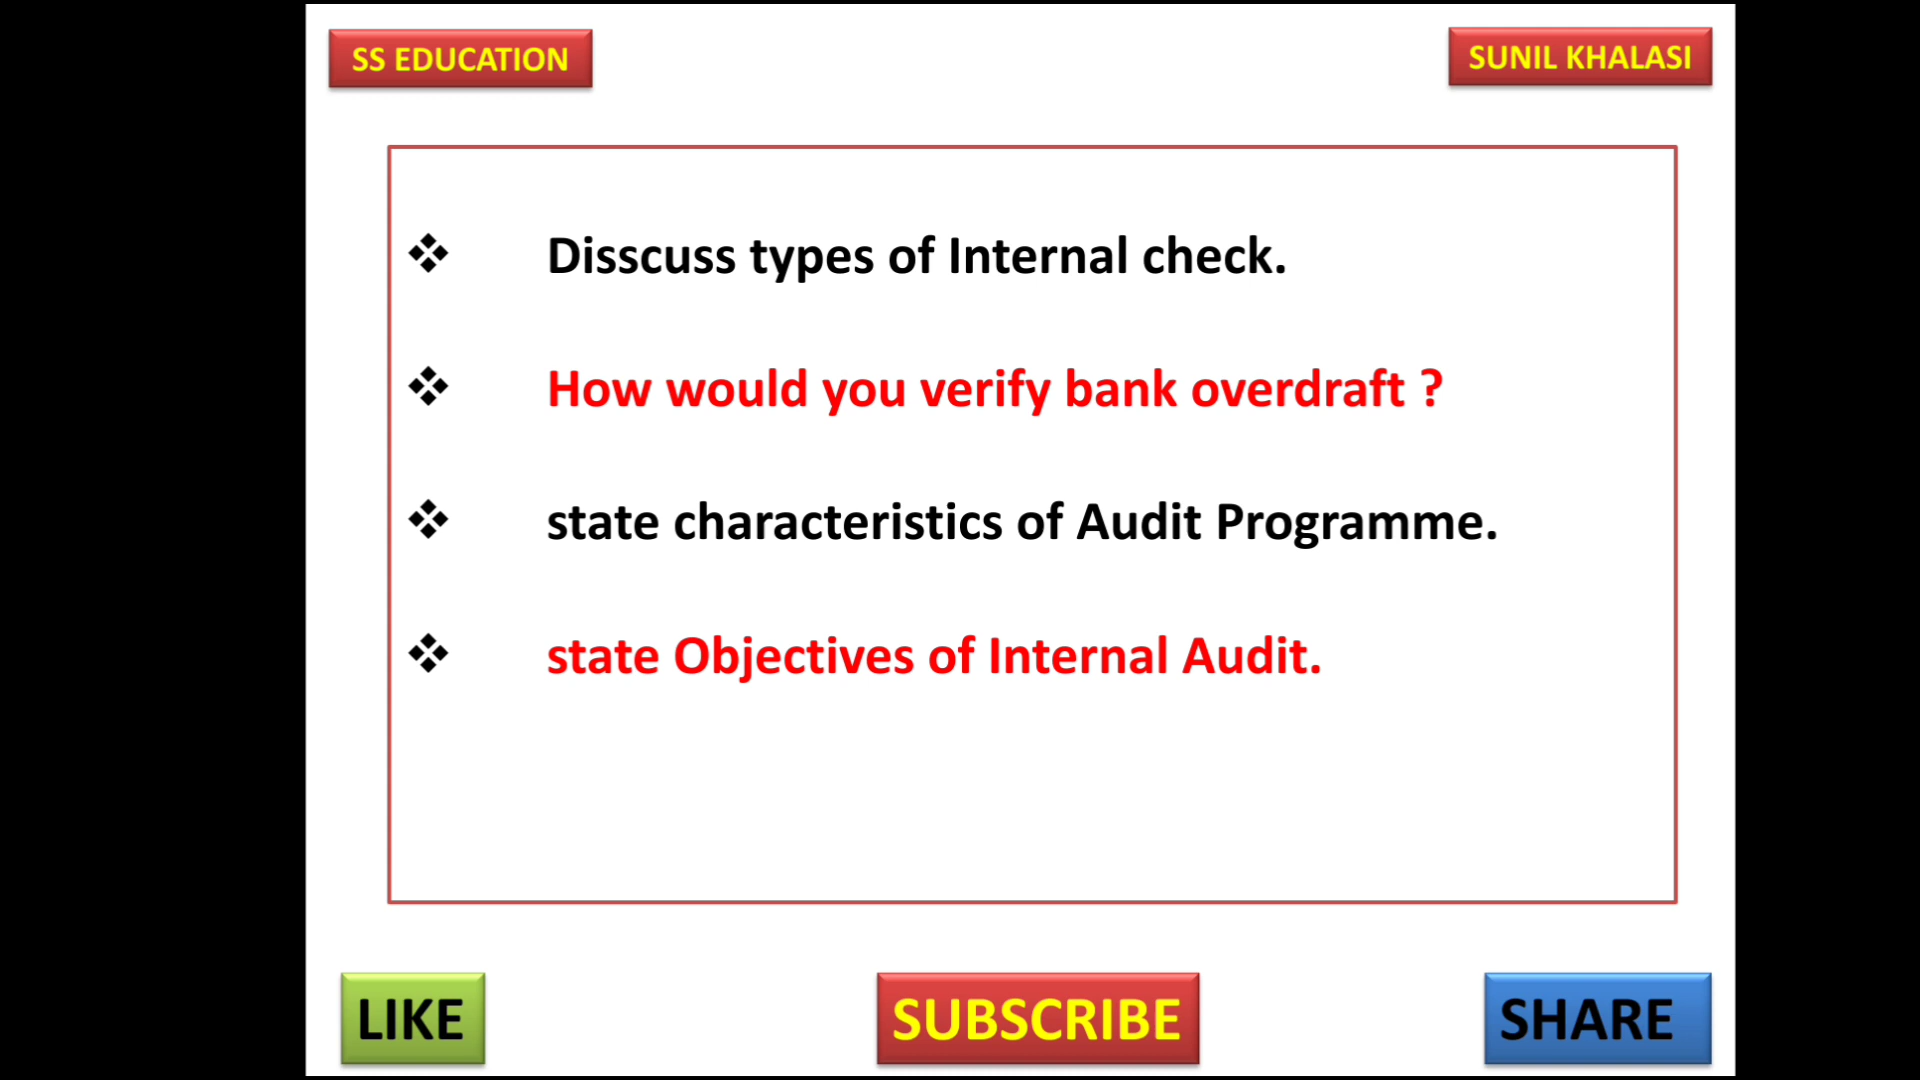 SS EDUCATION
SUNIL KHALASI
❖ Disscuss types of Internal check.
❖ How would you verify bank overdraft ?
❖ state characteristics of Audit Programme.
❖ state Objectives of Internal Audit.
LIKE
SUBSCRIBE
SHARE